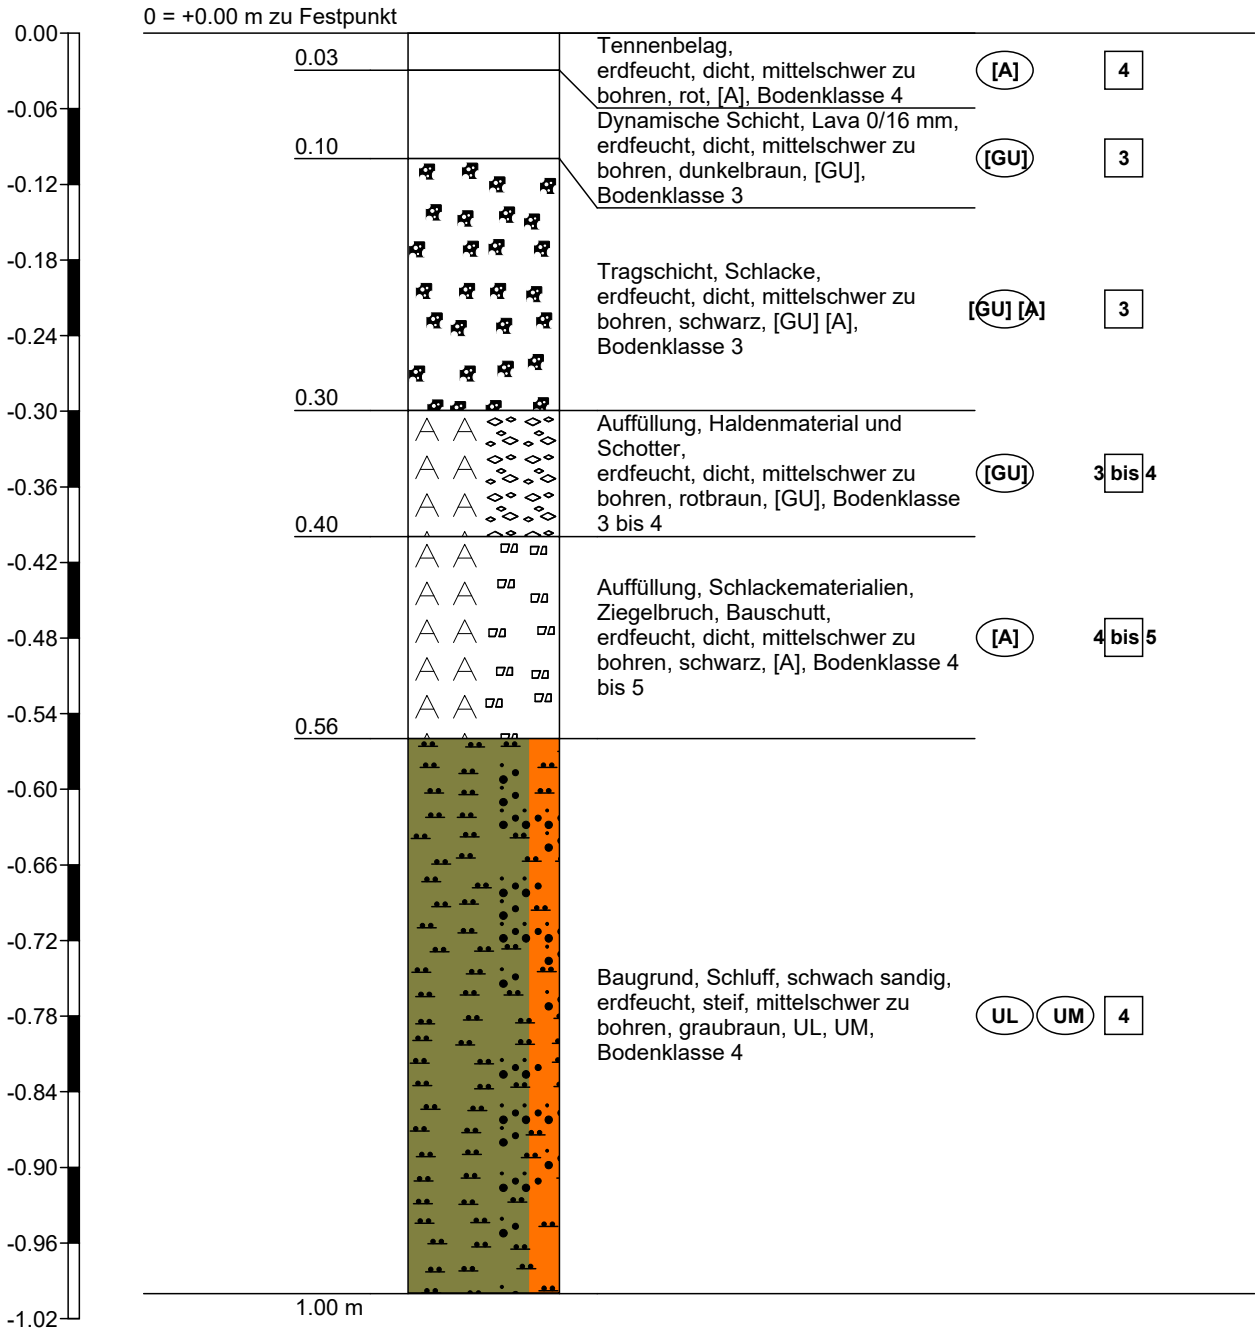 0 = +0.00 m zu Festpunkt
0.00
-0.06
-0.12
-0.18
-0.24
-0.30
-0.36
-0.42
-0.48
-0.54
-0.60
-0.66
-0.72
-0.78
-0.84
-0.90
-0.96
-1.02
0.03
Tennenbelag,
erdfeucht, dicht, mittelschwer zu
bohren, rot, [A], Bodenklasse 4
[A]
4
0.10
Dynamische Schicht, Lava 0/16 mm,
erdfeucht, dicht, mittelschwer zu
bohren, dunkelbraun, [GU],
Bodenklasse 3
[GU]
3
0.30
Tragschicht, Schlacke,
erdfeucht, dicht, mittelschwer zu
bohren, schwarz, [GU] [A],
Bodenklasse 3
[GU] [A]
3
0.40
Auffüllung, Haldenmaterial und
Schotter,
erdfeucht, dicht, mittelschwer zu
bohren, rotbraun, [GU], Bodenklasse
3 bis 4
[GU]
3 bis 4
0.56
Auffüllung, Schlackematerialien,
Ziegelbruch, Bauschutt,
erdfeucht, dicht, mittelschwer zu
bohren, schwarz, [A], Bodenklasse 4
bis 5
[A]
4 bis 5
1.00 m
Baugrund, Schluff, schwach sandig,
erdfeucht, steif, mittelschwer zu
bohren, graubraun, UL, UM,
Bodenklasse 4
UL
UM
4